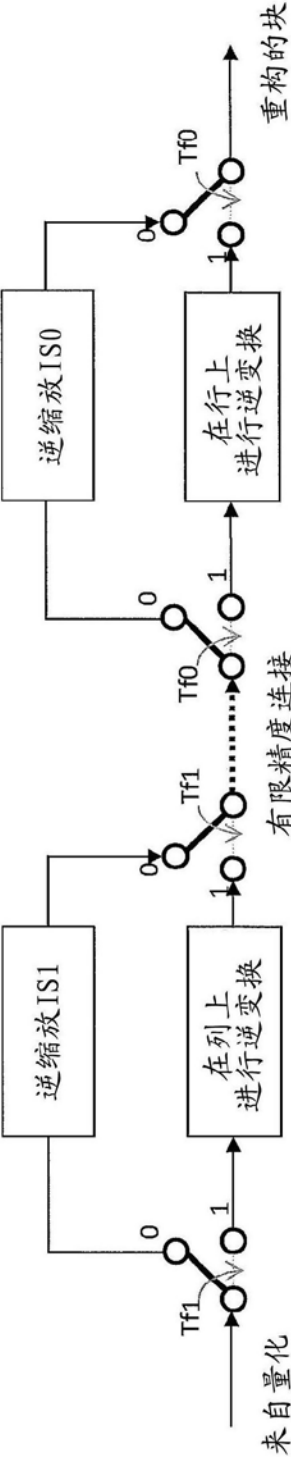 来自量化
Tf1
0
1
逆缩放IS1
在列上
进行逆变换
0
1
Tf1
有限精度连接
Tf0
0
1
逆缩放IS0
在行上
进行逆变换
0
1
Tf0
重构的块